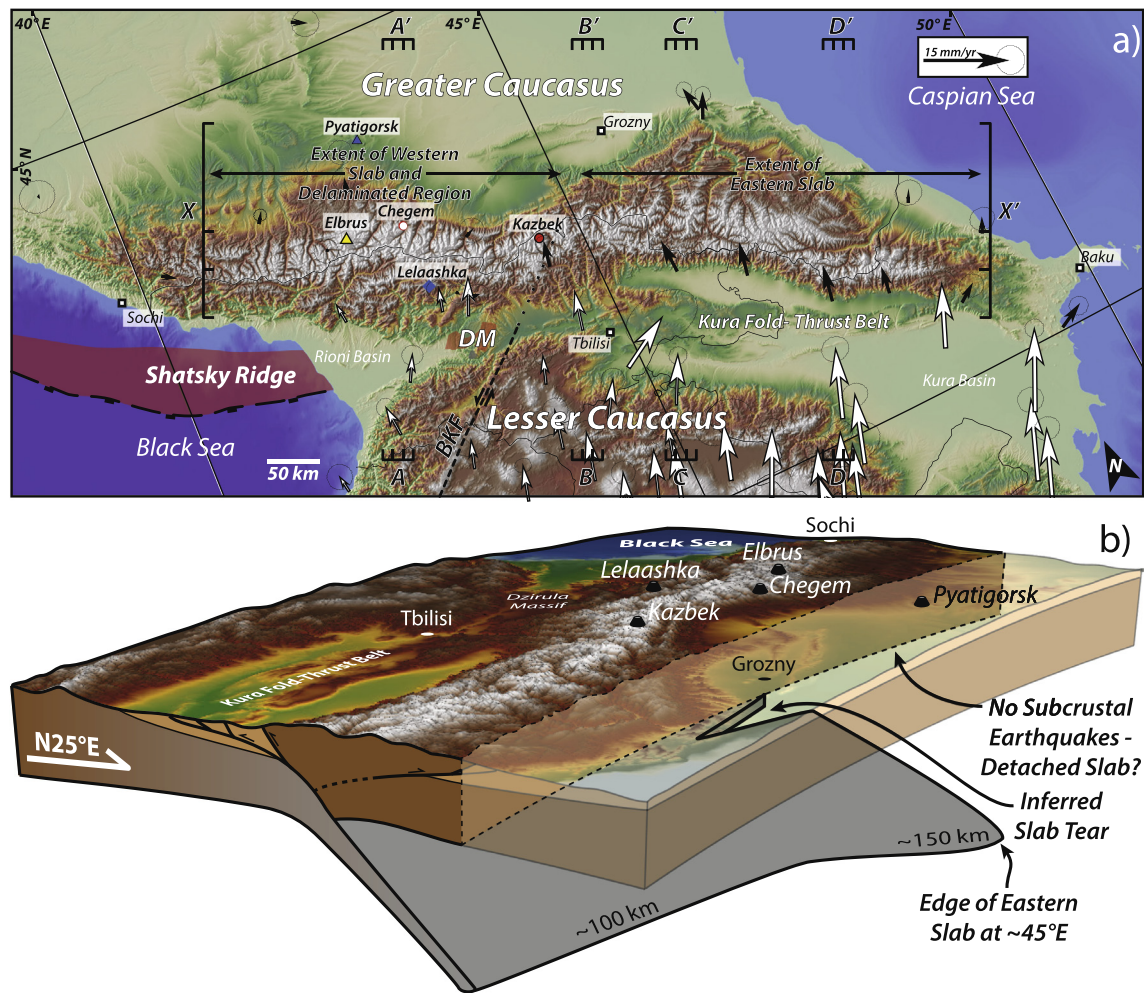 40°E
A'
45°E
B'
C'
D'
50°E
a)
15 mm/yr
Greater Caucasus
Caspian Sea
Pyatigorsk
Grozny
45°N
Extent of Western
Slab and
Delaminated Region
Extent of
Eastern Slab
X
X'
Chegem
Elbrus
Kazbek
Baku
Lelaashka
Sochi
Kura Fold-Thrust Belt
DM
Tbilisi
Rioni Basin
Shatsky Ridge
Kura Basin
Lesser Caucasus
BKF
Black Sea
50 km
A
B
C
D
N
b)
Sochi
Black Sea
Elbrus
Lelaashka
Chegem
Dzirula
Massif
Pyatigorsk
Kazbek
Tbilisi
Grozny
Kura Fold-Thrust Belt
N25°E
No Subcrustal
Earthquakes -
Detached Slab?
Inferred
Slab Tear
~150 km
~100 km
Edge of Eastern
Slab at ~45°E